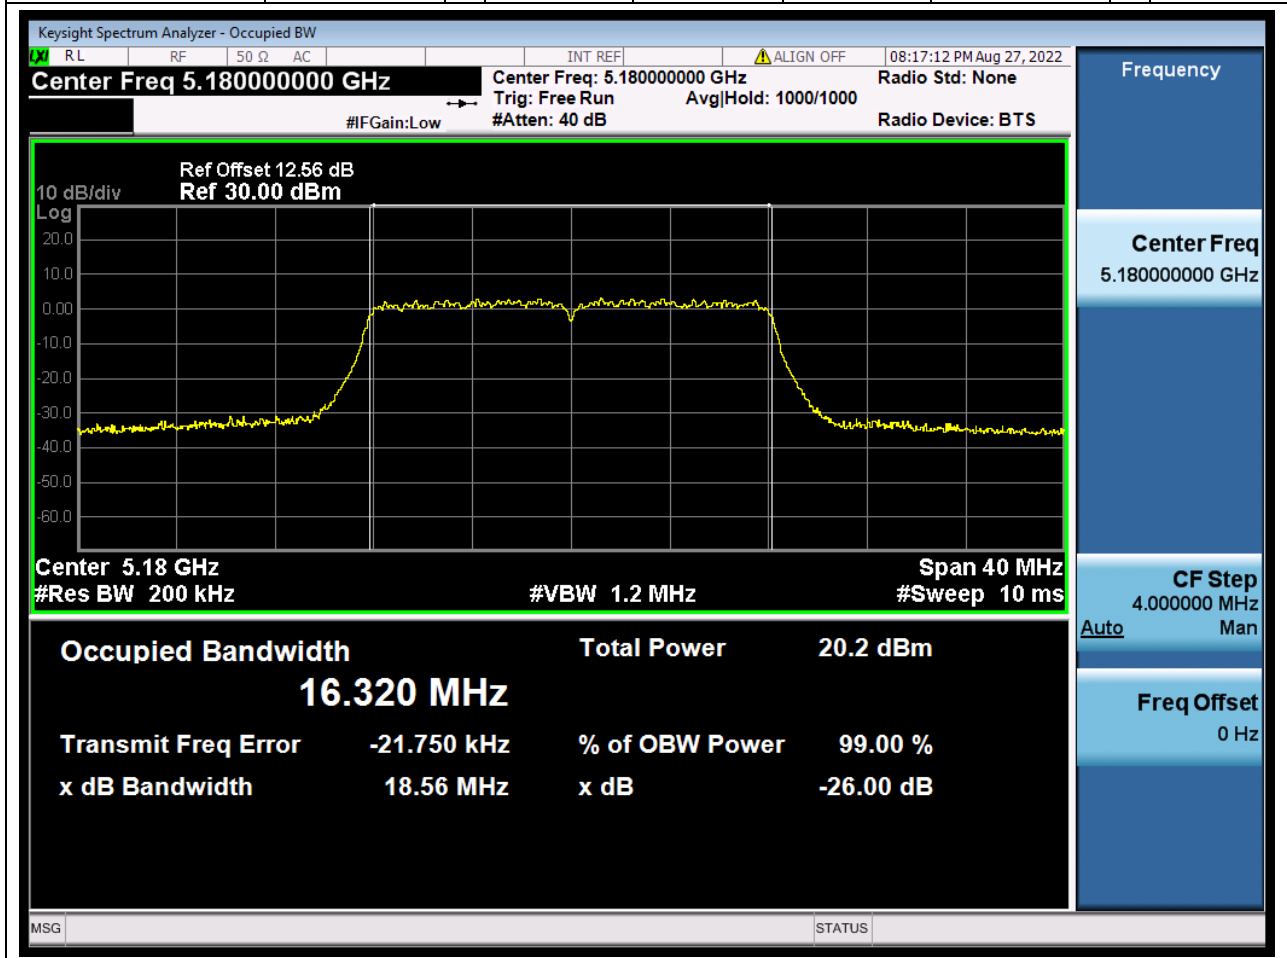 Keysight Spectrum Analyzer - Occupied BW
LXI RL RF 50 Ω AC INT REF ALIGN OFF 08:17:12 PM Aug 27, 2022
Center Freq 5.180000000 GHz
Center Freq: 5.180000000 GHz
Radio Std: None
Trig: Free Run Avg|Hold: 1000/1000
#IFGain:Low
#Atten: 40 dB
Radio Device: BTS
Ref Offset 12.56 dB
10 dB/div Ref 30.00 dBm
Log
20.0
10.0
0.00
-10.0
-20.0
-30.0
-40.0
-50.0
-60.0
Center 5.18 GHz Span 40 MHz
#Res BW 200 kHz #VBW 1.2 MHz #Sweep 10 ms
Occupied Bandwidth Total Power 20.2 dBm
16.320 MHz
Transmit Freq Error -21.750 kHz % of OBW Power 99.00 %
x dB Bandwidth 18.56 MHz x dB -26.00 dB
MSG STATUS
Frequency
Center Freq
5.180000000 GHz
CF Step
4.000000 MHz
Auto Man
Freq Offset
0 Hz